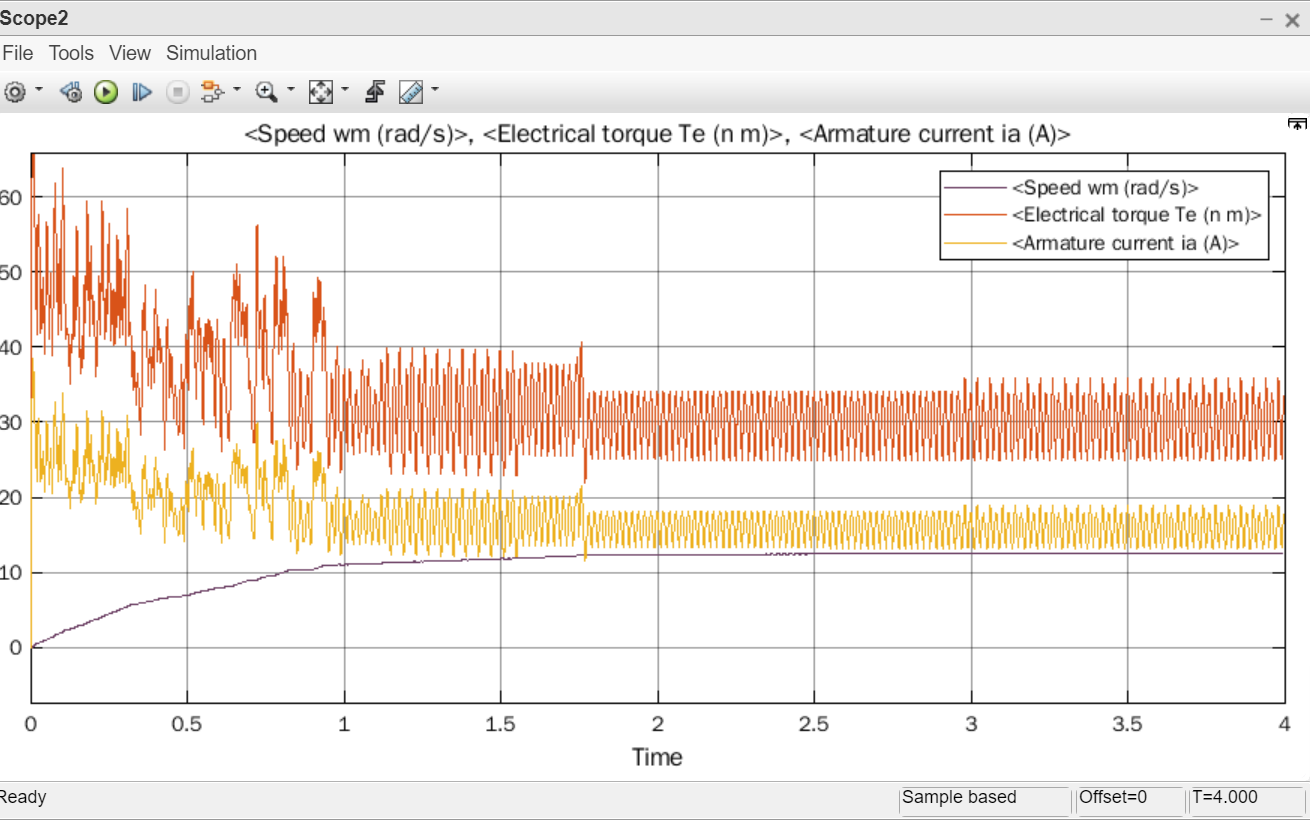 Scope2
File Tools View Simulation
<Speed wm (rad/s)>, <Electrical torque Te (n m)>, <Armature current ia (A)>
<Speed wm (rad/s)>
<Electrical torque Te (n m)>
<Armature current ia (A)>
60
50
40
30
20
10
0
0 0.5 1 1.5 2 2.5 3 3.5 4
Time
Ready Sample based Offset=0 T=4.000